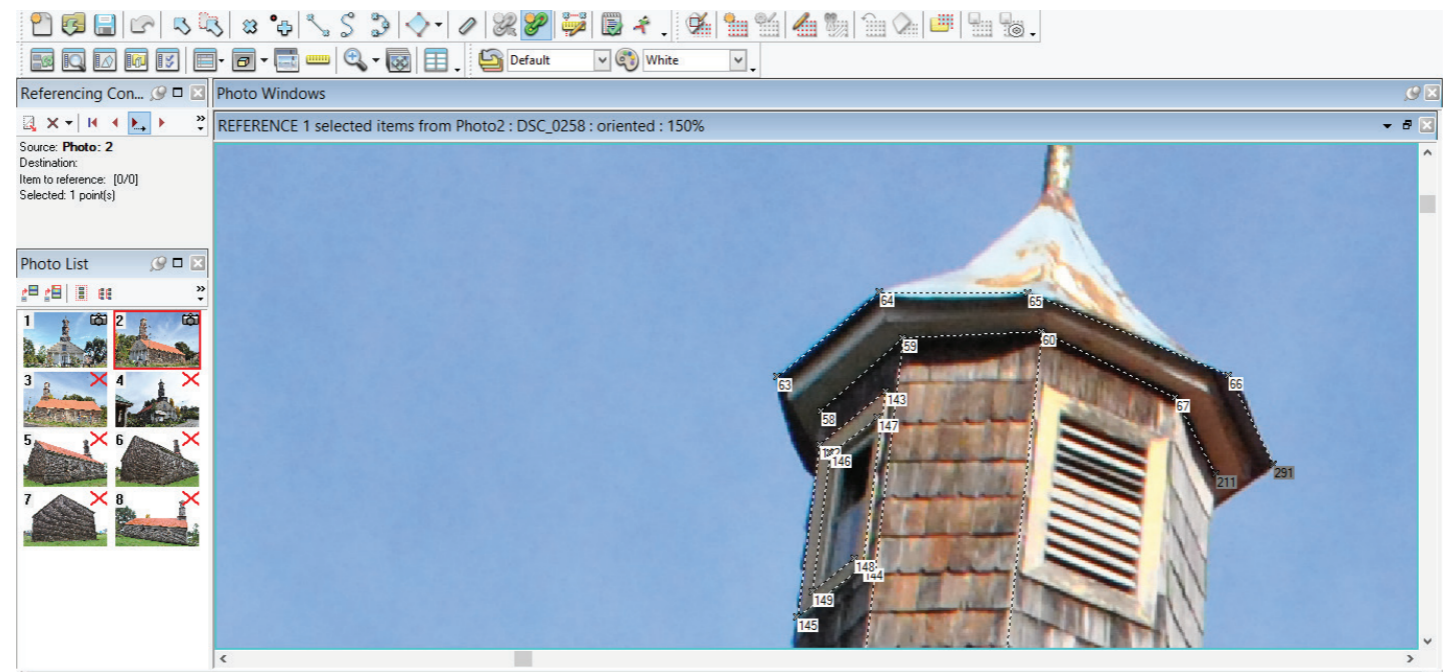 Default
White
Referencing Con...
Photo Windows
REFERENCE 1 selected items from Photo2 : DSC_0258 : oriented : 150%
Source: Photo: 2
Destination:
Item to reference: [0/0]
Selected: 1 point(s)
Photo List
1
2
3
4
5
6
7
8
64
65
59
60
63
66
58
143
67
147
146
211
291
148
144
149
145